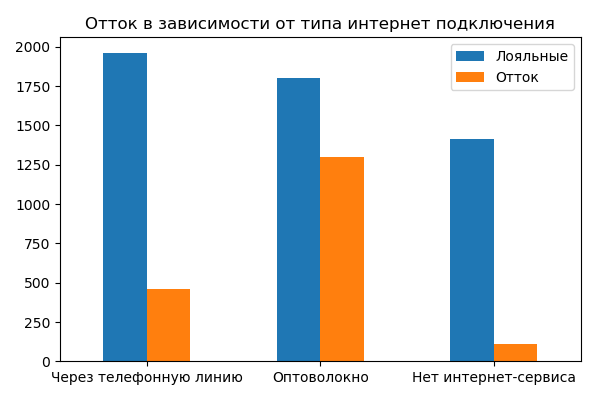 Отток в зависимости от типа интернет подключения
Лояльные
Отток
2000
1750
1500
1250
1000
750
500
250
0
Через телефонную линию
Оптоволокно
Нет интернет-сервиса